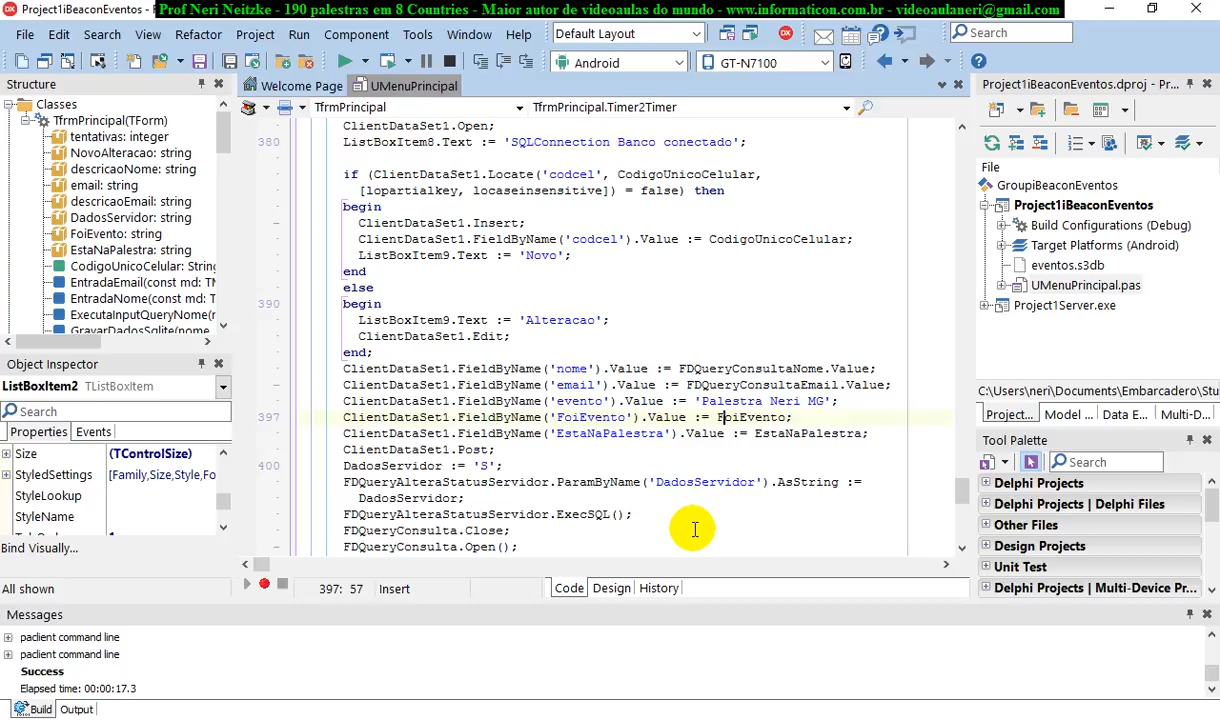 Project1iBeaconEventos -
Prof Neri Neitzke - 190 palestras em 8 Countries - Maior autor de videoaulas do mundo - www.informaticon.com.br - videoaulaneri@gmail.com
File Edit Search View Refactor Project Run Component Tools Window Help
Default Layout
Search
Android
GT-N7100
Structure
Classes
TfrmPrincipal(TForm)
tentativas: integer
NovoAlteracao: string
descricaoNome: string
email: string
descricaoEmail: string
DadosServidor: string
FoiEvento: string
EstaNaPalestra: string
CodigoUnicoCelular: String
EntradaEmail(const md: TM
EntradaNome(const md: T
ExecutaInputQueryNome(r
GravarDadosSqlite(nome
Object Inspector
ListBoxItem2 TListBoxItem
Search
Properties Events
Size (TControlSize)
StyledSettings [Family,Size,Style,Fo
StyleLookup
StyleName
Bind Visually...
All shown
Welcome Page UMenuPrincipal
TfrmPrincipal TfrmPrincipal.Timer2Timer
ClientDataSet1.Open;
380 ListBoxItem8.Text := 'SQLConnection Banco conectado';
if (ClientDataSet1.Locate('codcel', CodigoUnicoCelular,
[lopartialkey, locaseinsensitive]) = false) then
begin
ClientDataSet1.Insert;
ClientDataSet1.FieldByName('codcel').Value := CodigoUnicoCelular;
ListBoxItem9.Text := 'Novo';
end
else
390 begin
ListBoxItem9.Text := 'Alteracao';
ClientDataSet1.Edit;
end;
ClientDataSet1.FieldByName('nome').Value := FDQueryConsultaNome.Value;
ClientDataSet1.FieldByName('email').Value := FDQueryConsultaEmail.Value;
ClientDataSet1.FieldByName('evento').Value := 'Palestra Neri MG';
397 ClientDataSet1.FieldByName('FoiEvento').Value := FoiEvento;
ClientDataSet1.FieldByName('EstaNaPalestra').Value := EstaNaPalestra;
ClientDataSet1.Post;
400 DadosServidor := 'S';
FDQueryAlteraStatusServidor.ParamByName('DadosServidor').AsString :=
DadosServidor;
FDQueryAlteraStatusServidor.ExecSQL();
FDQueryConsulta.Close;
FDQueryConsulta.Open();
397: 57 Insert
Code Design History
Project1iBeaconEventos.dproj - Pr...
File
GroupiBeaconEventos
Project1iBeaconEventos
Build Configurations (Debug)
Target Platforms (Android)
eventos.s3db
UMenuPrincipal.pas
Project1Server.exe
C:\Users\neri\Documents\Embarcadero\Stu
Project... Model ... Data E... Multi-D...
Tool Palette
Search
Delphi Projects
Delphi Projects | Delphi Files
Other Files
Design Projects
Unit Test
Delphi Projects | Multi-Device Pr...
Messages
paclient command line
paclient command line
Success
Elapsed time: 00:00:17.3
Build Output